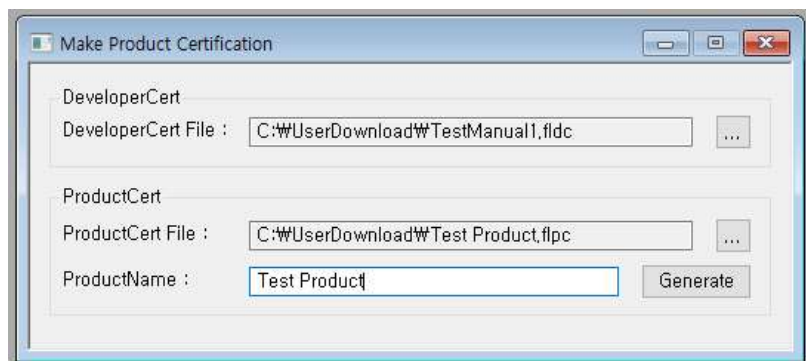 Make Product Certification
DeveloperCert
DeveloperCert File : C:₩UserDownload₩TestManual1.fldc ...
ProductCert
ProductCert File : C:₩UserDownload₩Test Product.flpc ...
ProductName : Test Product Generate